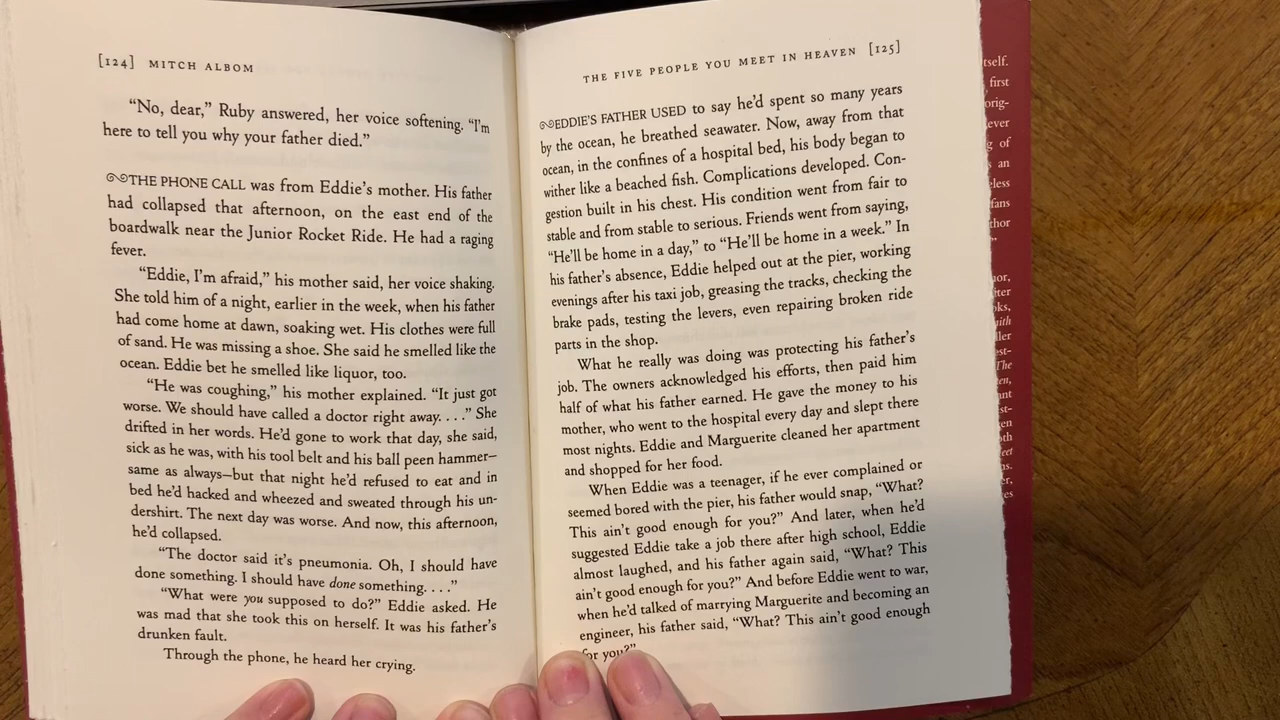 [124] MITCH ALBOM
“No, dear,” Ruby answered, her voice softening. “I’m
here to tell you why your father died.”
THE PHONE CALL was from Eddie’s mother. His father
had collapsed that afternoon, on the east end of the
boardwalk near the Junior Rocket Ride. He had a raging
fever.
“Eddie, I’m afraid,” his mother said, her voice shaking.
She told him of a night, earlier in the week, when his father
had come home at dawn, soaking wet. His clothes were full
of sand. He was missing a shoe. She said he smelled like the
ocean. Eddie bet he smelled like liquor, too.
“He was coughing,” his mother explained. “It just got
worse. We should have called a doctor right away. . . .” She
drifted in her words. He’d gone to work that day, she said,
sick as he was, with his tool belt and his ball peen hammer—
same as always—but that night he’d refused to eat and in
bed he’d hacked and wheezed and sweated through his un-
dershirt. The next day was worse. And now, this afternoon,
he’d collapsed.
“The doctor said it’s pneumonia. Oh, I should have
done something. I should have done something. . . .”
“What were you supposed to do?” Eddie asked. He
was mad that she took this on herself. It was his father’s
drunken fault.
Through the phone, he heard her crying.
THE FIVE PEOPLE YOU MEET IN HEAVEN [125]
EDDIE’S FATHER USED to say he’d spent so many years
by the ocean, he breathed seawater. Now, away from that
ocean, in the confines of a hospital bed, his body began to
wither like a beached fish. Complications developed. Con-
gestion built in his chest. His condition went from fair to
stable and from stable to serious. Friends went from saying,
“He’ll be home in a day,” to “He’ll be home in a week.” In
his father’s absence, Eddie helped out at the pier, working
evenings after his taxi job, greasing the tracks, checking the
brake pads, testing the levers, even repairing broken ride
parts in the shop.
What he really was doing was protecting his father’s
job. The owners acknowledged his efforts, then paid him
half of what his father earned. He gave the money to his
mother, who went to the hospital every day and slept there
most nights. Eddie and Marguerite cleaned her apartment
and shopped for her food.
When Eddie was a teenager, if he ever complained or
seemed bored with the pier, his father would snap, “What?
This ain’t good enough for you?” And later, when he’d
suggested Eddie take a job there after high school, Eddie
almost laughed, and his father again said, “What? This
ain’t good enough for you?” And before Eddie went to war,
when he’d talked of marrying Marguerite and becoming an
engineer, his father said, “What? This ain’t good enough
for you?”
tself.
first
orig-
ever
g of
s an
less
fans
thor